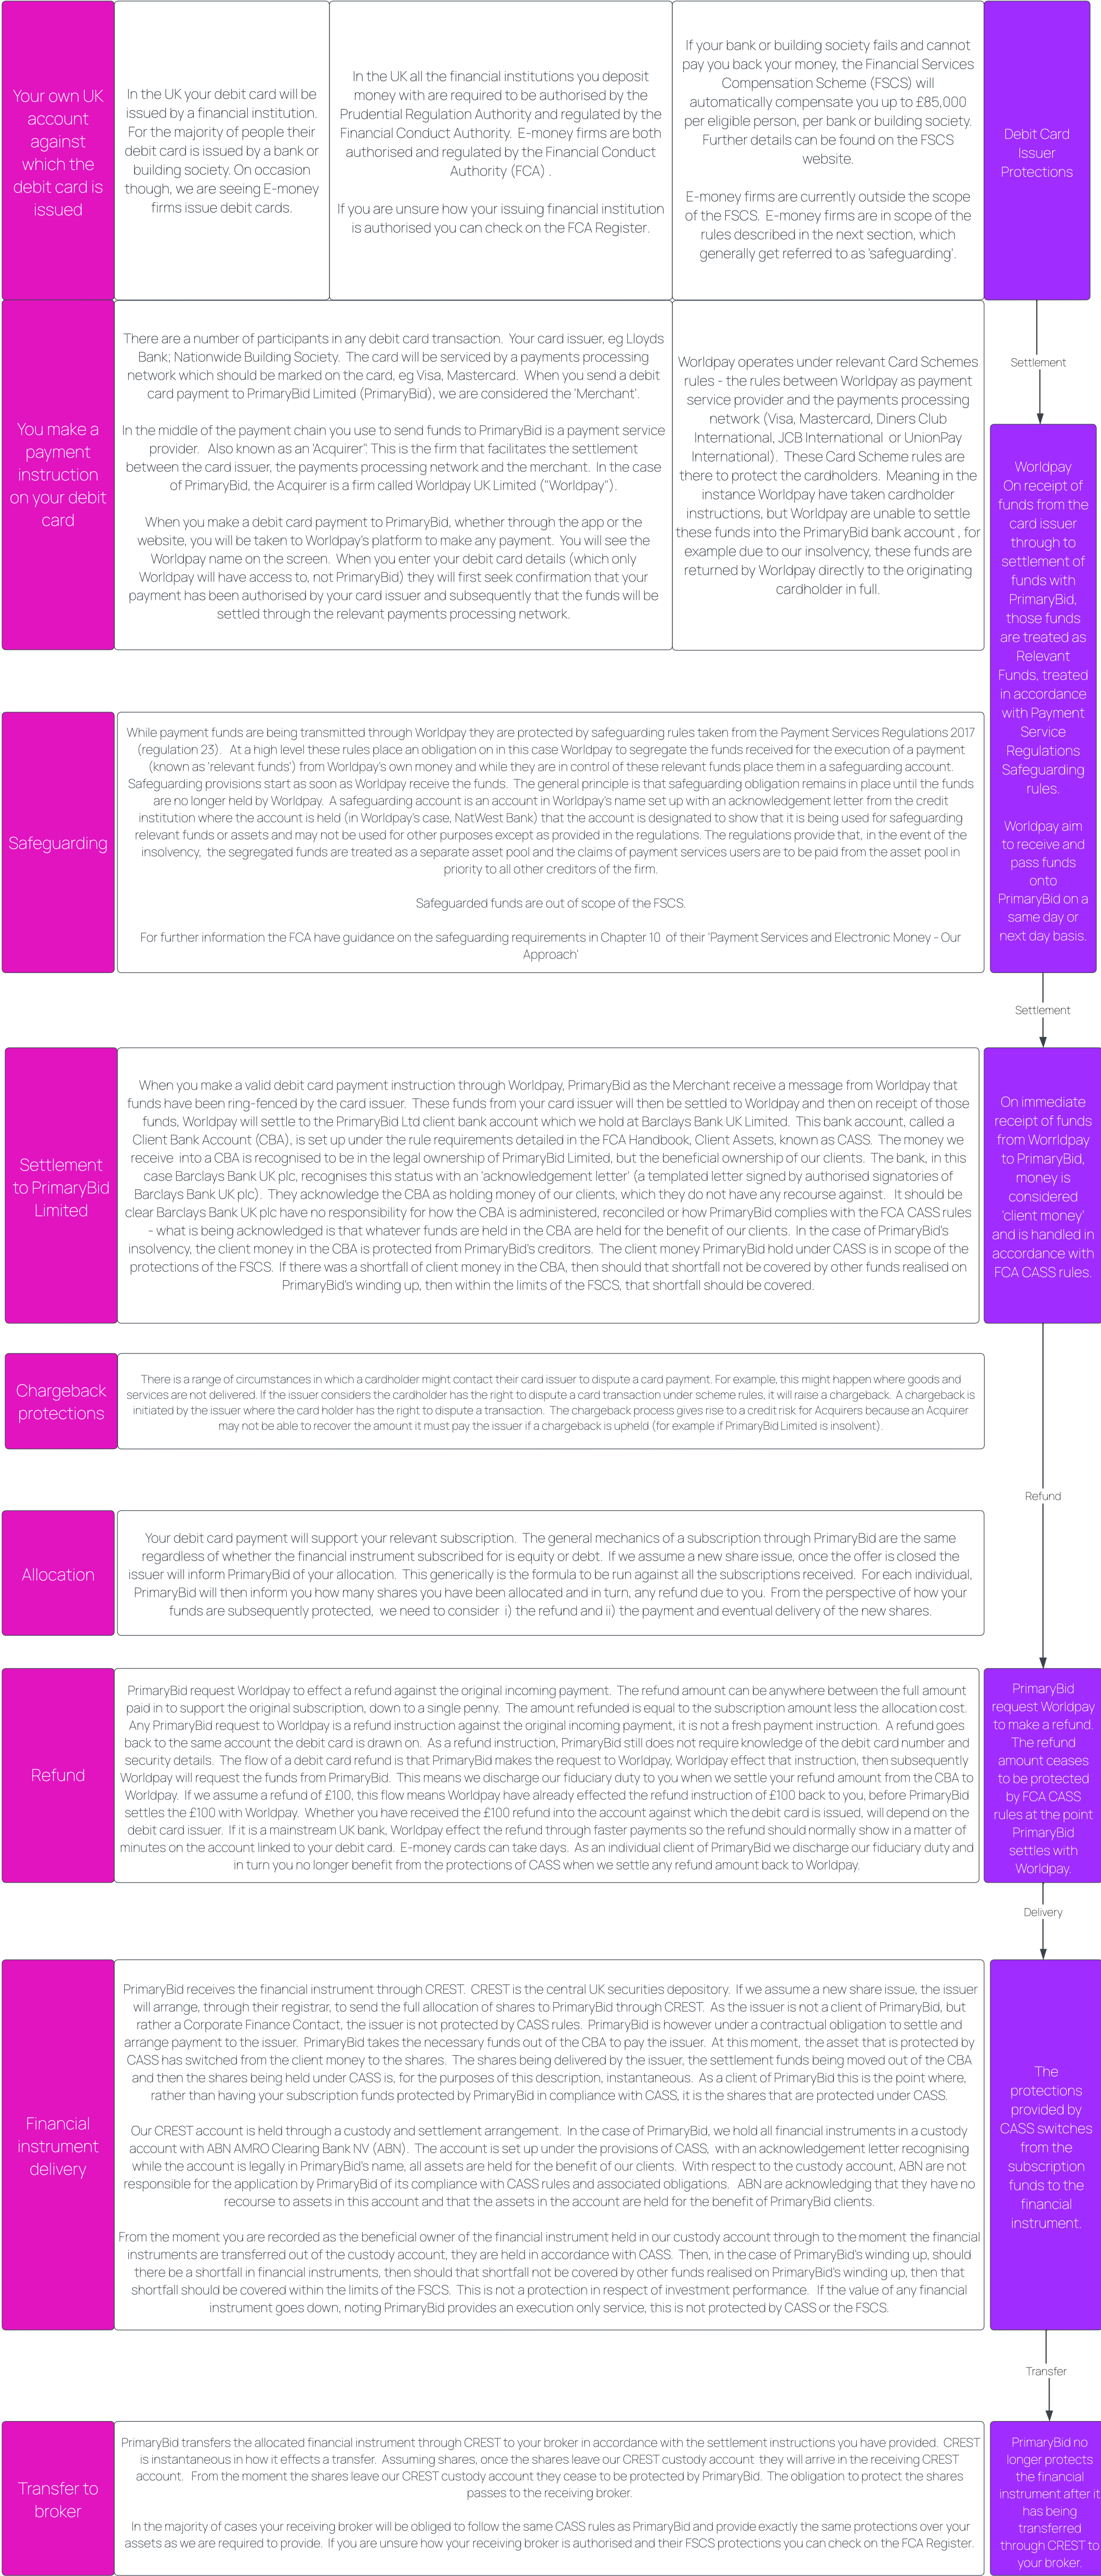 Your own UK
account
against
which the
debit card is
issued
In the UK your debit card will be
issued by a financial institution.
For the majority of people their
debit card is issued by a bank or
building society. On occasion
though, we are seeing E-money
firms issue debit cards.
In the UK all the financial institutions you deposit
money with are required to be authorised by the
Prudential Regulation Authority and regulated by the
Financial Conduct Authority. E-money firms are both
authorised and regulated by the Financial Conduct
Authority (FCA) .
If you are unsure how your issuing financial institution
is authorised you can check on the FCA Register.
If your bank or building society fails and cannot
pay you back your money, the Financial Services
Compensation Scheme (FSCS) will
automatically compensate you up to £85,000
per eligible person, per bank or building society.
Further details can be found on the FSCS
website.
E-money firms are currently outside the scope
of the FSCS. E-money firms are in scope of the
rules described in the next section, which
generally get referred to as 'safeguarding'.
Debit Card
Issuer
Protections
Settlement
You make a
payment
instruction
on your debit
card
There are a number of participants in any debit card transaction. Your card issuer, eg Lloyds
Bank; Nationwide Building Society. The card will be serviced by a payments processing
network which should be marked on the card, eg Visa, Mastercard. When you send a debit
card payment to PrimaryBid Limited (PrimaryBid), we are considered the 'Merchant'.
In the middle of the payment chain you use to send funds to PrimaryBid is a payment service
provider. Also known as an 'Acquirer". This is the firm that facilitates the settlement
between the card issuer, the payments processing network and the merchant. In the case
of PrimaryBid, the Acquirer is a firm called Worldpay UK Limited ("Worldpay").
When you make a debit card payment to PrimaryBid, whether through the app or the
website, you will be taken to Worldpay's platform to make any payment. You will see the
Worldpay name on the screen. When you enter your debit card details (which only
Worldpay will have access to, not PrimaryBid) they will first seek confirmation that your
payment has been authorised by your card issuer and subsequently that the funds will be
settled through the relevant payments processing network.
Worldpay operates under relevant Card Schemes
rules - the rules between Worldpay as payment
service provider and the payments processing
network (Visa, Mastercard, Diners Club
International, JCB International or UnionPay
International). These Card Scheme rules are
there to protect the cardholders. Meaning in the
instance Worldpay have taken cardholder
instructions, but Worldpay are unable to settle
these funds into the PrimaryBid bank account , for
example due to our insolvency, these funds are
returned by Worldpay directly to the originating
cardholder in full.
Worldpay
On receipt of
funds from the
card issuer
through to
settlement of
funds with
PrimaryBid,
those funds
are treated as
Relevant
Funds, treated
in accordance
with Payment
Service
Regulations
Safeguarding
rules.
Worldpay aim
to receive and
pass funds
onto
PrimaryBid on a
same day or
next day basis.
Safeguarding
While payment funds are being transmitted through Worldpay they are protected by safeguarding rules taken from the Payment Services Regulations 2017
(regulation 23). At a high level these rules place an obligation on in this case Worldpay to segregate the funds received for the execution of a payment
(known as 'relevant funds') from Worldpay's own money and while they are in control of these relevant funds place them in a safeguarding account.
Safeguarding provisions start as soon as Worldpay receive the funds. The general principle is that safeguarding obligation remains in place until the funds
are no longer held by Worldpay. A safeguarding account is an account in Worldpay's name set up with an acknowledgement letter from the credit
institution where the account is held (in Worldpay's case, NatWest Bank) that the account is designated to show that it is being used for safeguarding
relevant funds or assets and may not be used for other purposes except as provided in the regulations. The regulations provide that, in the event of the
insolvency, the segregated funds are treated as a separate asset pool and the claims of payment services users are to be paid from the asset pool in
priority to all other creditors of the firm.
Safeguarded funds are out of scope of the FSCS.
For further information the FCA have guidance on the safeguarding requirements in Chapter 10 of their 'Payment Services and Electronic Money - Our
Approach'
Settlement
Settlement
to PrimaryBid
Limited
When you make a valid debit card payment instruction through Worldpay, PrimaryBid as the Merchant receive a message from Worldpay that
funds have been ring-fenced by the card issuer. These funds from your card issuer will then be settled to Worldpay and then on receipt of those
funds, Worldpay will settle to the PrimaryBid Ltd client bank account which we hold at Barclays Bank UK Limited. This bank account, called a
Client Bank Account (CBA), is set up under the rule requirements detailed in the FCA Handbook, Client Assets, known as CASS. The money we
receive into a CBA is recognised to be in the legal ownership of PrimaryBid Limited, but the beneficial ownership of our clients. The bank, in this
case Barclays Bank UK plc, recognises this status with an 'acknowledgement letter' (a templated letter signed by authorised signatories of
Barclays Bank UK plc). They acknowledge the CBA as holding money of our clients, which they do not have any recourse against. It should be
clear Barclays Bank UK plc have no responsibility for how the CBA is administered, reconciled or how PrimaryBid complies with the FCA CASS rules
- what is being acknowledged is that whatever funds are held in the CBA are held for the benefit of our clients. In the case of PrimaryBid's
insolvency, the client money in the CBA is protected from PrimaryBid's creditors. The client money PrimaryBid hold under CASS is in scope of the
protections of the FSCS. If there was a shortfall of client money in the CBA, then should that shortfall not be covered by other funds realised on
PrimaryBid's winding up, then within the limits of the FSCS, that shortfall should be covered.
On immediate
receipt of funds
from Worrldpay
to PrimaryBid,
money is
considered
'client money'
and is handled in
accordance with
FCA CASS rules.
Chargeback
protections
There is a range of circumstances in which a cardholder might contact their card issuer to dispute a card payment. For example, this might happen where goods and
services are not delivered. If the issuer considers the cardholder has the right to dispute a card transaction under scheme rules, it will raise a chargeback. A chargeback is
initiated by the issuer where the card holder has the right to dispute a transaction. The chargeback process gives rise to a credit risk for Acquirers because an Acquirer
may not be able to recover the amount it must pay the issuer if a chargeback is upheld (for example if PrimaryBid Limited is insolvent).
Refund
Allocation
Your debit card payment will support your relevant subscription. The general mechanics of a subscription through PrimaryBid are the same
regardless of whether the financial instrument subscribed for is equity or debt. If we assume a new share issue, once the offer is closed the
issuer will inform PrimaryBid of your allocation. This generically is the formula to be run against all the subscriptions received. For each individual,
PrimaryBid will then inform you how many shares you have been allocated and in turn, any refund due to you. From the perspective of how your
funds are subsequently protected, we need to consider i) the refund and ii) the payment and eventual delivery of the new shares.
Refund
PrimaryBid request Worldpay to effect a refund against the original incoming payment. The refund amount can be anywhere between the full amount
paid in to support the original subscription, down to a single penny. The amount refunded is equal to the subscription amount less the allocation cost.
Any PrimaryBid request to Worldpay is a refund instruction against the original incoming payment, it is not a fresh payment instruction. A refund goes
back to the same account the debit card is drawn on. As a refund instruction, PrimaryBid still does not require knowledge of the debit card number and
security details. The flow of a debit card refund is that PrimaryBid makes the request to Worldpay, Worldpay effect that instruction, then subsequently
Worldpay will request the funds from PrimaryBid. This means we discharge our fiduciary duty to you when we settle your refund amount from the CBA to
Worldpay. If we assume a refund of £100, this flow means Worldpay have already effected the refund instruction of £100 back to you, before PrimaryBid
settles the £100 with Worldpay. Whether you have received the £100 refund into the account against which the debit card is issued, will depend on the
debit card issuer. If it is a mainstream UK bank, Worldpay effect the refund through faster payments so the refund should normally show in a matter of
minutes on the account linked to your debit card. E-money cards can take days. As an individual client of PrimaryBid we discharge our fiduciary duty and
in turn you no longer benefit from the protections of CASS when we settle any refund amount back to Worldpay.
PrimaryBid
request Worldpay
to make a refund.
The refund
amount ceases
to be protected
by FCA CASS
rules at the point
PrimaryBid
settles with
Worldpay.
Delivery
Financial
instrument
delivery
PrimaryBid receives the financial instrument through CREST. CREST is the central UK securities depository. If we assume a new share issue, the issuer
will arrange, through their registrar, to send the full allocation of shares to PrimaryBid through CREST. As the issuer is not a client of PrimaryBid, but
rather a Corporate Finance Contact, the issuer is not protected by CASS rules. PrimaryBid is however under a contractual obligation to settle and
arrange payment to the issuer. PrimaryBid takes the necessary funds out of the CBA to pay the issuer. At this moment, the asset that is protected by
CASS has switched from the client money to the shares. The shares being delivered by the issuer, the settlement funds being moved out of the CBA
and then the shares being held under CASS is, for the purposes of this description, instantaneous. As a client of PrimaryBid this is the point where,
rather than having your subscription funds protected by PrimaryBid in compliance with CASS, it is the shares that are protected under CASS.
Our CREST account is held through a custody and settlement arrangement. In the case of PrimaryBid, we hold all financial instruments in a custody
account with ABN AMRO Clearing Bank NV (ABN). The account is set up under the provisions of CASS, with an acknowledgement letter recognising
while the account is legally in PrimaryBid's name, all assets are held for the benefit of our clients. With respect to the custody account, ABN are not
responsible for the application by PrimaryBid of its compliance with CASS rules and associated obligations. ABN are acknowledging that they have no
recourse to assets in this account and that the assets in the account are held for the benefit of PrimaryBid clients.
From the moment you are recorded as the beneficial owner of the financial instrument held in our custody account through to the moment the financial
instruments are transferred out of the custody account, they are held in accordance with CASS. Then, in the case of PrimaryBid's winding up, should
there be a shortfall in financial instruments, then should that shortfall not be covered by other funds realised on PrimaryBid's winding up, then that
shortfall should be covered within the limits of the FSCS. This is not a protection in respect of investment performance. If the value of any financial
instrument goes down, noting PrimaryBid provides an execution only service, this is not protected by CASS or the FSCS.
The
protections
provided by
CASS switches
from the
subscription
funds to the
financial
instrument.
Transfer
Transfer to
broker
PrimaryBid transfers the allocated financial instrument through CREST to your broker in accordance with the settlement instructions you have provided. CREST
is instantaneous in how it effects a transfer. Assuming shares, once the shares leave our CREST custody account they will arrive in the receiving CREST
account. From the moment the shares leave our CREST custody account they cease to be protected by PrimaryBid. The obligation to protect the shares
passes to the receiving broker.
In the majority of cases your receiving broker will be obliged to follow the same CASS rules as PrimaryBid and provide exactly the same protections over your
assets as we are required to provide. If you are unsure how your receiving broker is authorised and their FSCS protections you can check on the FCA Register.
PrimaryBid no
longer protects
the financial
instrument after it
has being
transferred
through CREST to
your broker.